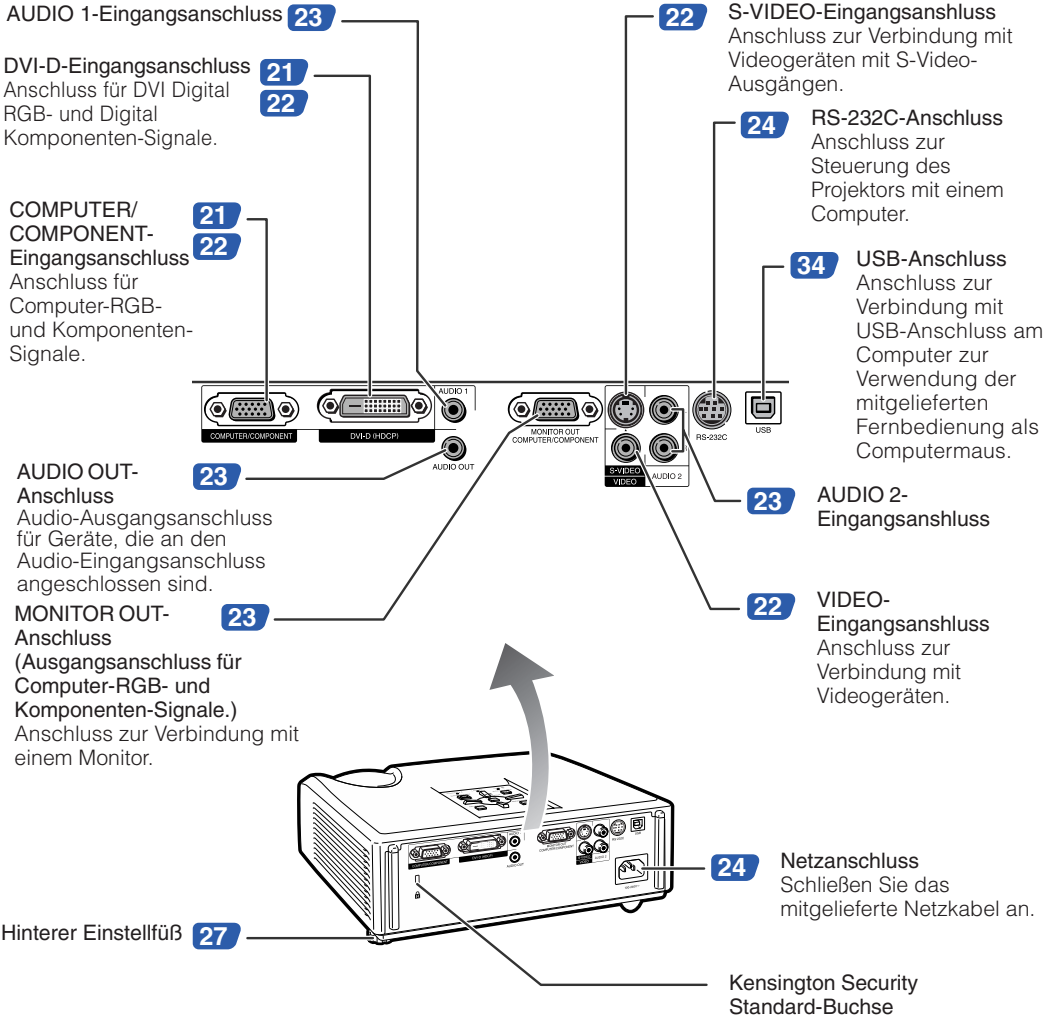 AUDIO 1-Eingangsanschluss 23
DVI-D-Eingangsanschluss 21
Anschluss für DVI Digital 22
RGB- und Digital
Komponenten-Signale.
COMPUTER/ 21
COMPONENT- 22
Eingangsanschluss
Anschluss für
Computer-RGB-
und Komponenten-
Signale.
22 S-VIDEO-Eingangsanshluss
Anschluss zur Verbindung mit
Videogeräten mit S-Video-
Ausgängen.
24 RS-232C-Anschluss
Anschluss zur
Steuerung des
Projektors mit einem
Computer.
34 USB-Anschluss
Anschluss zur
Verbindung mit
USB-Anschluss am
Computer zur
Verwendung der
mitgelieferten
Fernbedienung als
Computermaus.
AUDIO 1
COMPUTER/COMPONENT
DVI-D (HDCP)
AUDIO OUT
MONITOR OUT
COMPUTER/COMPONENT
S-VIDEO
VIDEO
AUDIO 2
RS-232C
USB
AUDIO OUT- 23
Anschluss
Audio-Ausgangsanschluss
für Geräte, die an den
Audio-Eingangsanschluss
angeschlossen sind.
MONITOR OUT- 23
Anschluss
(Ausgangsanschluss für
Computer-RGB- und
Komponenten-Signale.)
Anschluss zur Verbindung mit
einem Monitor.
23 AUDIO 2-
Eingangsanshluss
22 VIDEO-
Eingangsanshluss
Anschluss zur
Verbindung mit
Videogeräten.
24 Netzanschluss
Schließen Sie das
mitgelieferte Netzkabel an.
Hinterer Einstellfüß 27
Kensington Security
Standard-Buchse